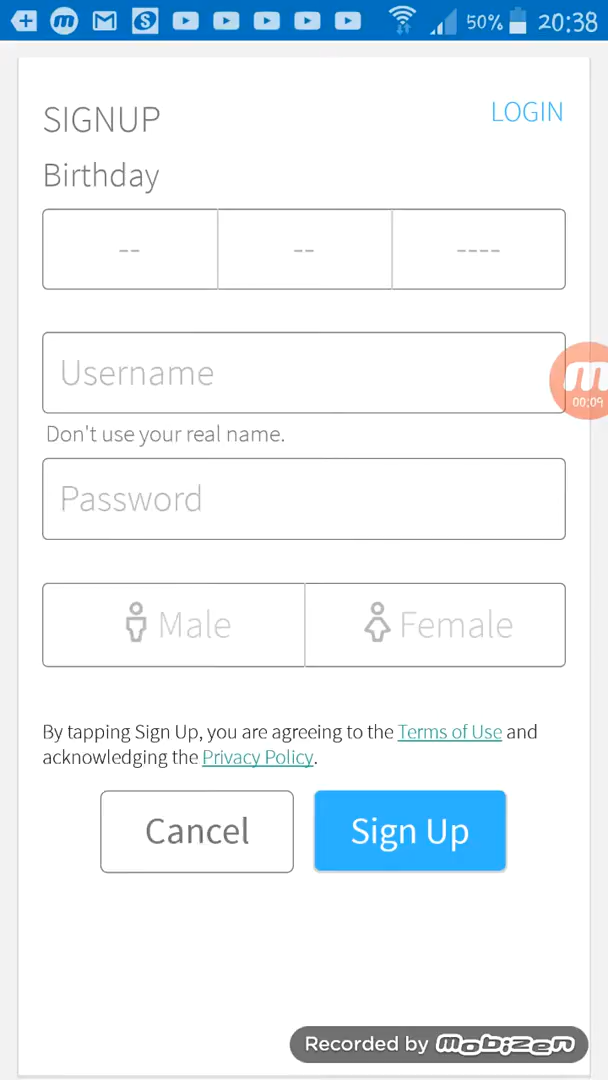 50% 20:38
SIGNUP
LOGIN
Birthday
-- -- ----
Username
00:09
Don't use your real name.
Password
Male
Female
By tapping Sign Up, you are agreeing to the Terms of Use and
acknowledging the Privacy Policy.
Cancel
Sign Up
Recorded by mobizen